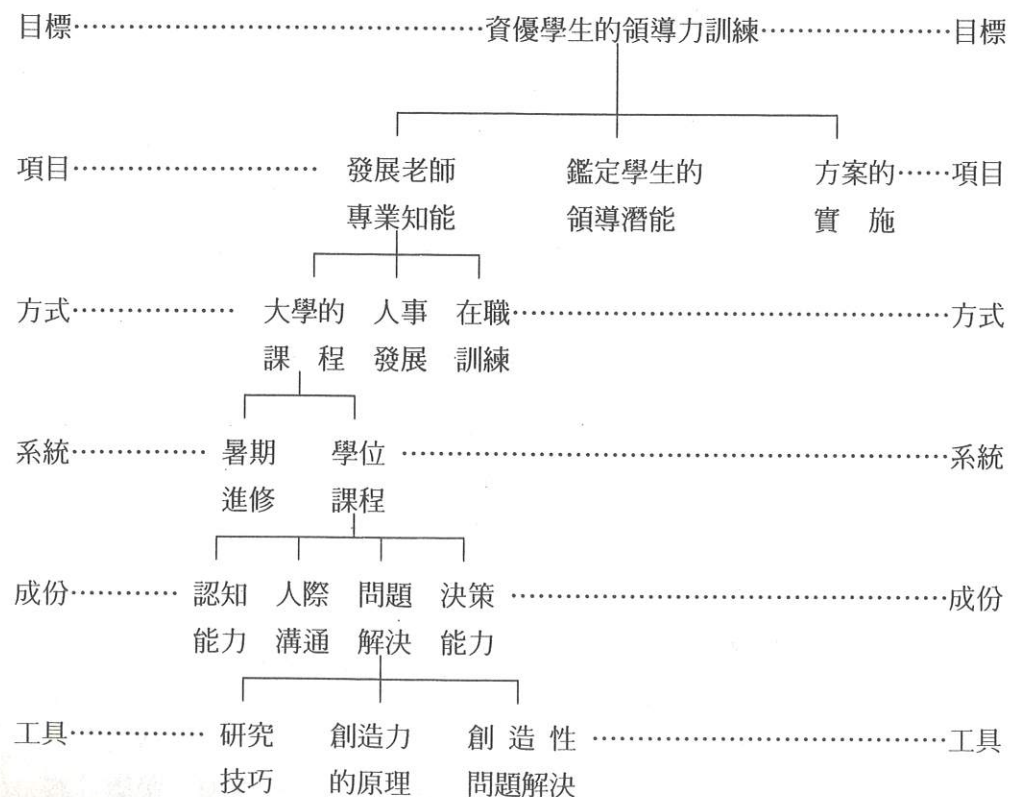 目標⋯⋯⋯⋯⋯⋯⋯⋯資優學生的領導力訓練⋯⋯⋯⋯⋯⋯目標
項目⋯⋯⋯⋯⋯⋯⋯⋯發展老師 鑑定學生的 方案的⋯⋯項目
專業知能 領導潛能 實施
方式⋯⋯⋯⋯⋯⋯大學的 人事 在職⋯⋯⋯⋯⋯⋯⋯⋯方式
課程 發展 訓練
系統⋯⋯⋯⋯⋯暑期 學位⋯⋯⋯⋯⋯⋯⋯⋯⋯⋯系統
進修 課程
成份⋯⋯⋯⋯認知 人際 問題 決策⋯⋯⋯⋯⋯⋯⋯⋯成份
能力 溝通 解決 能力
工具⋯⋯⋯⋯⋯研究 創造力 創造性⋯⋯⋯⋯⋯⋯⋯⋯工具
技巧 的原理 問題解決